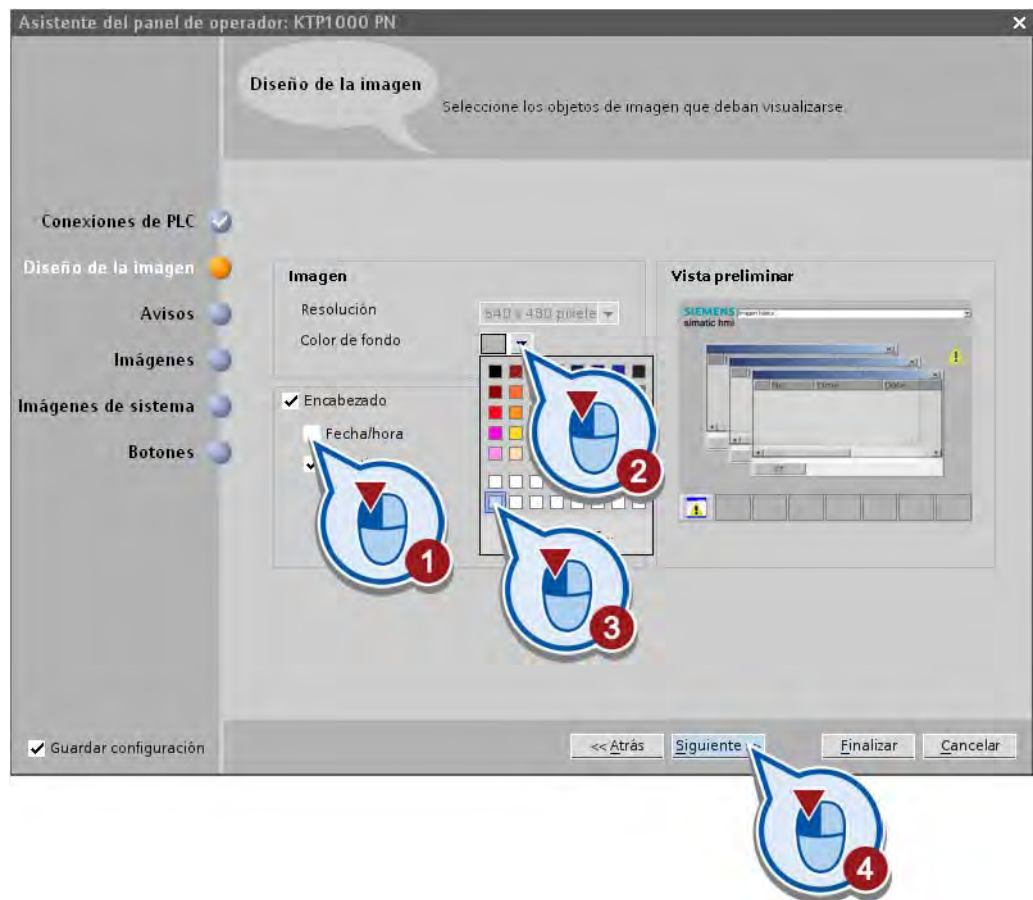 Asistente del panel de operador: KTP1000 PN
Diseño de la imagen
Seleccione los objetos de imagen que deban visualizarse.
Conexiones de PLC
Diseño de la imagen
Avisos
Imágenes
Imágenes de sistema
Botones
Imagen
Resolución
640 x 480 píxele
Color de fondo
Encabezado
Fecha/hora
Vista preliminar
SIEMENS
simatic hmi
No.
Time
Date
1
2
3
Guardar configuración
<< Atrás
Siguiente
Finalizar
Cancelar
4